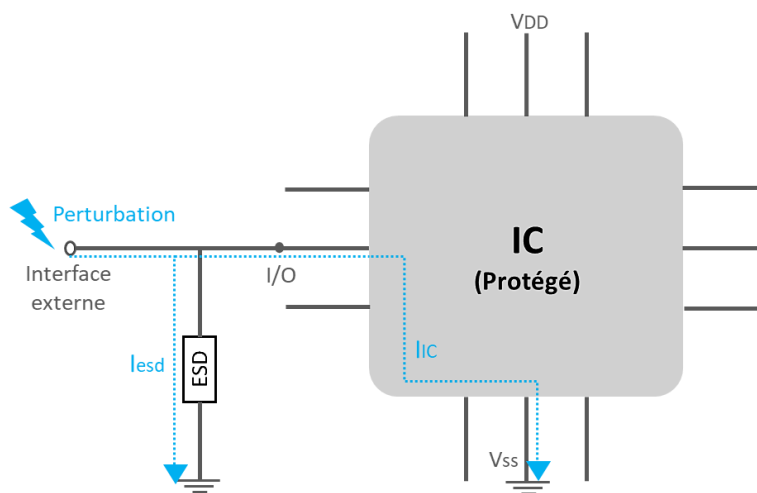 VDD
Perturbation
Interface
externe
I/O
IC
(Protégé)
Iesd
ESD
IIC
Vss